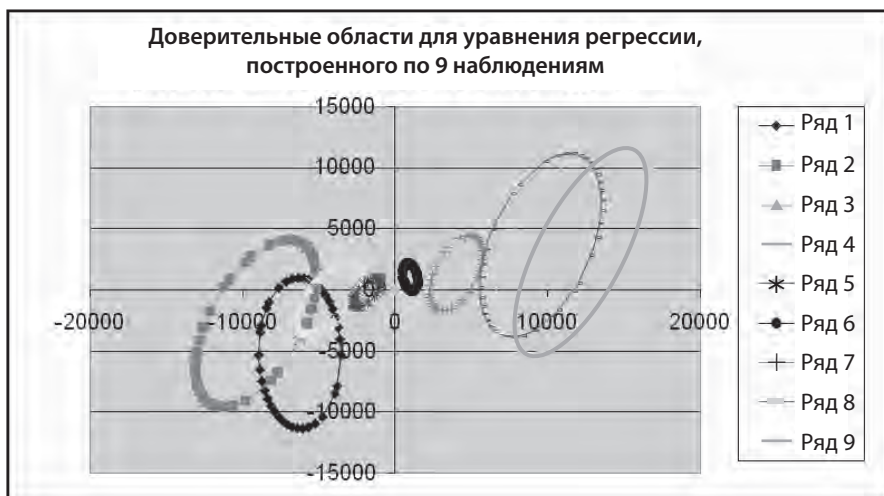 Доверительные области для уравнения регрессии,
построенного по 9 наблюдениям
15000
10000
5000
0
-20000
-10000
0
10000
20000
-5000
-10000
-15000
Ряд 1
Ряд 2
Ряд 3
Ряд 4
Ряд 5
Ряд 6
Ряд 7
Ряд 8
Ряд 9